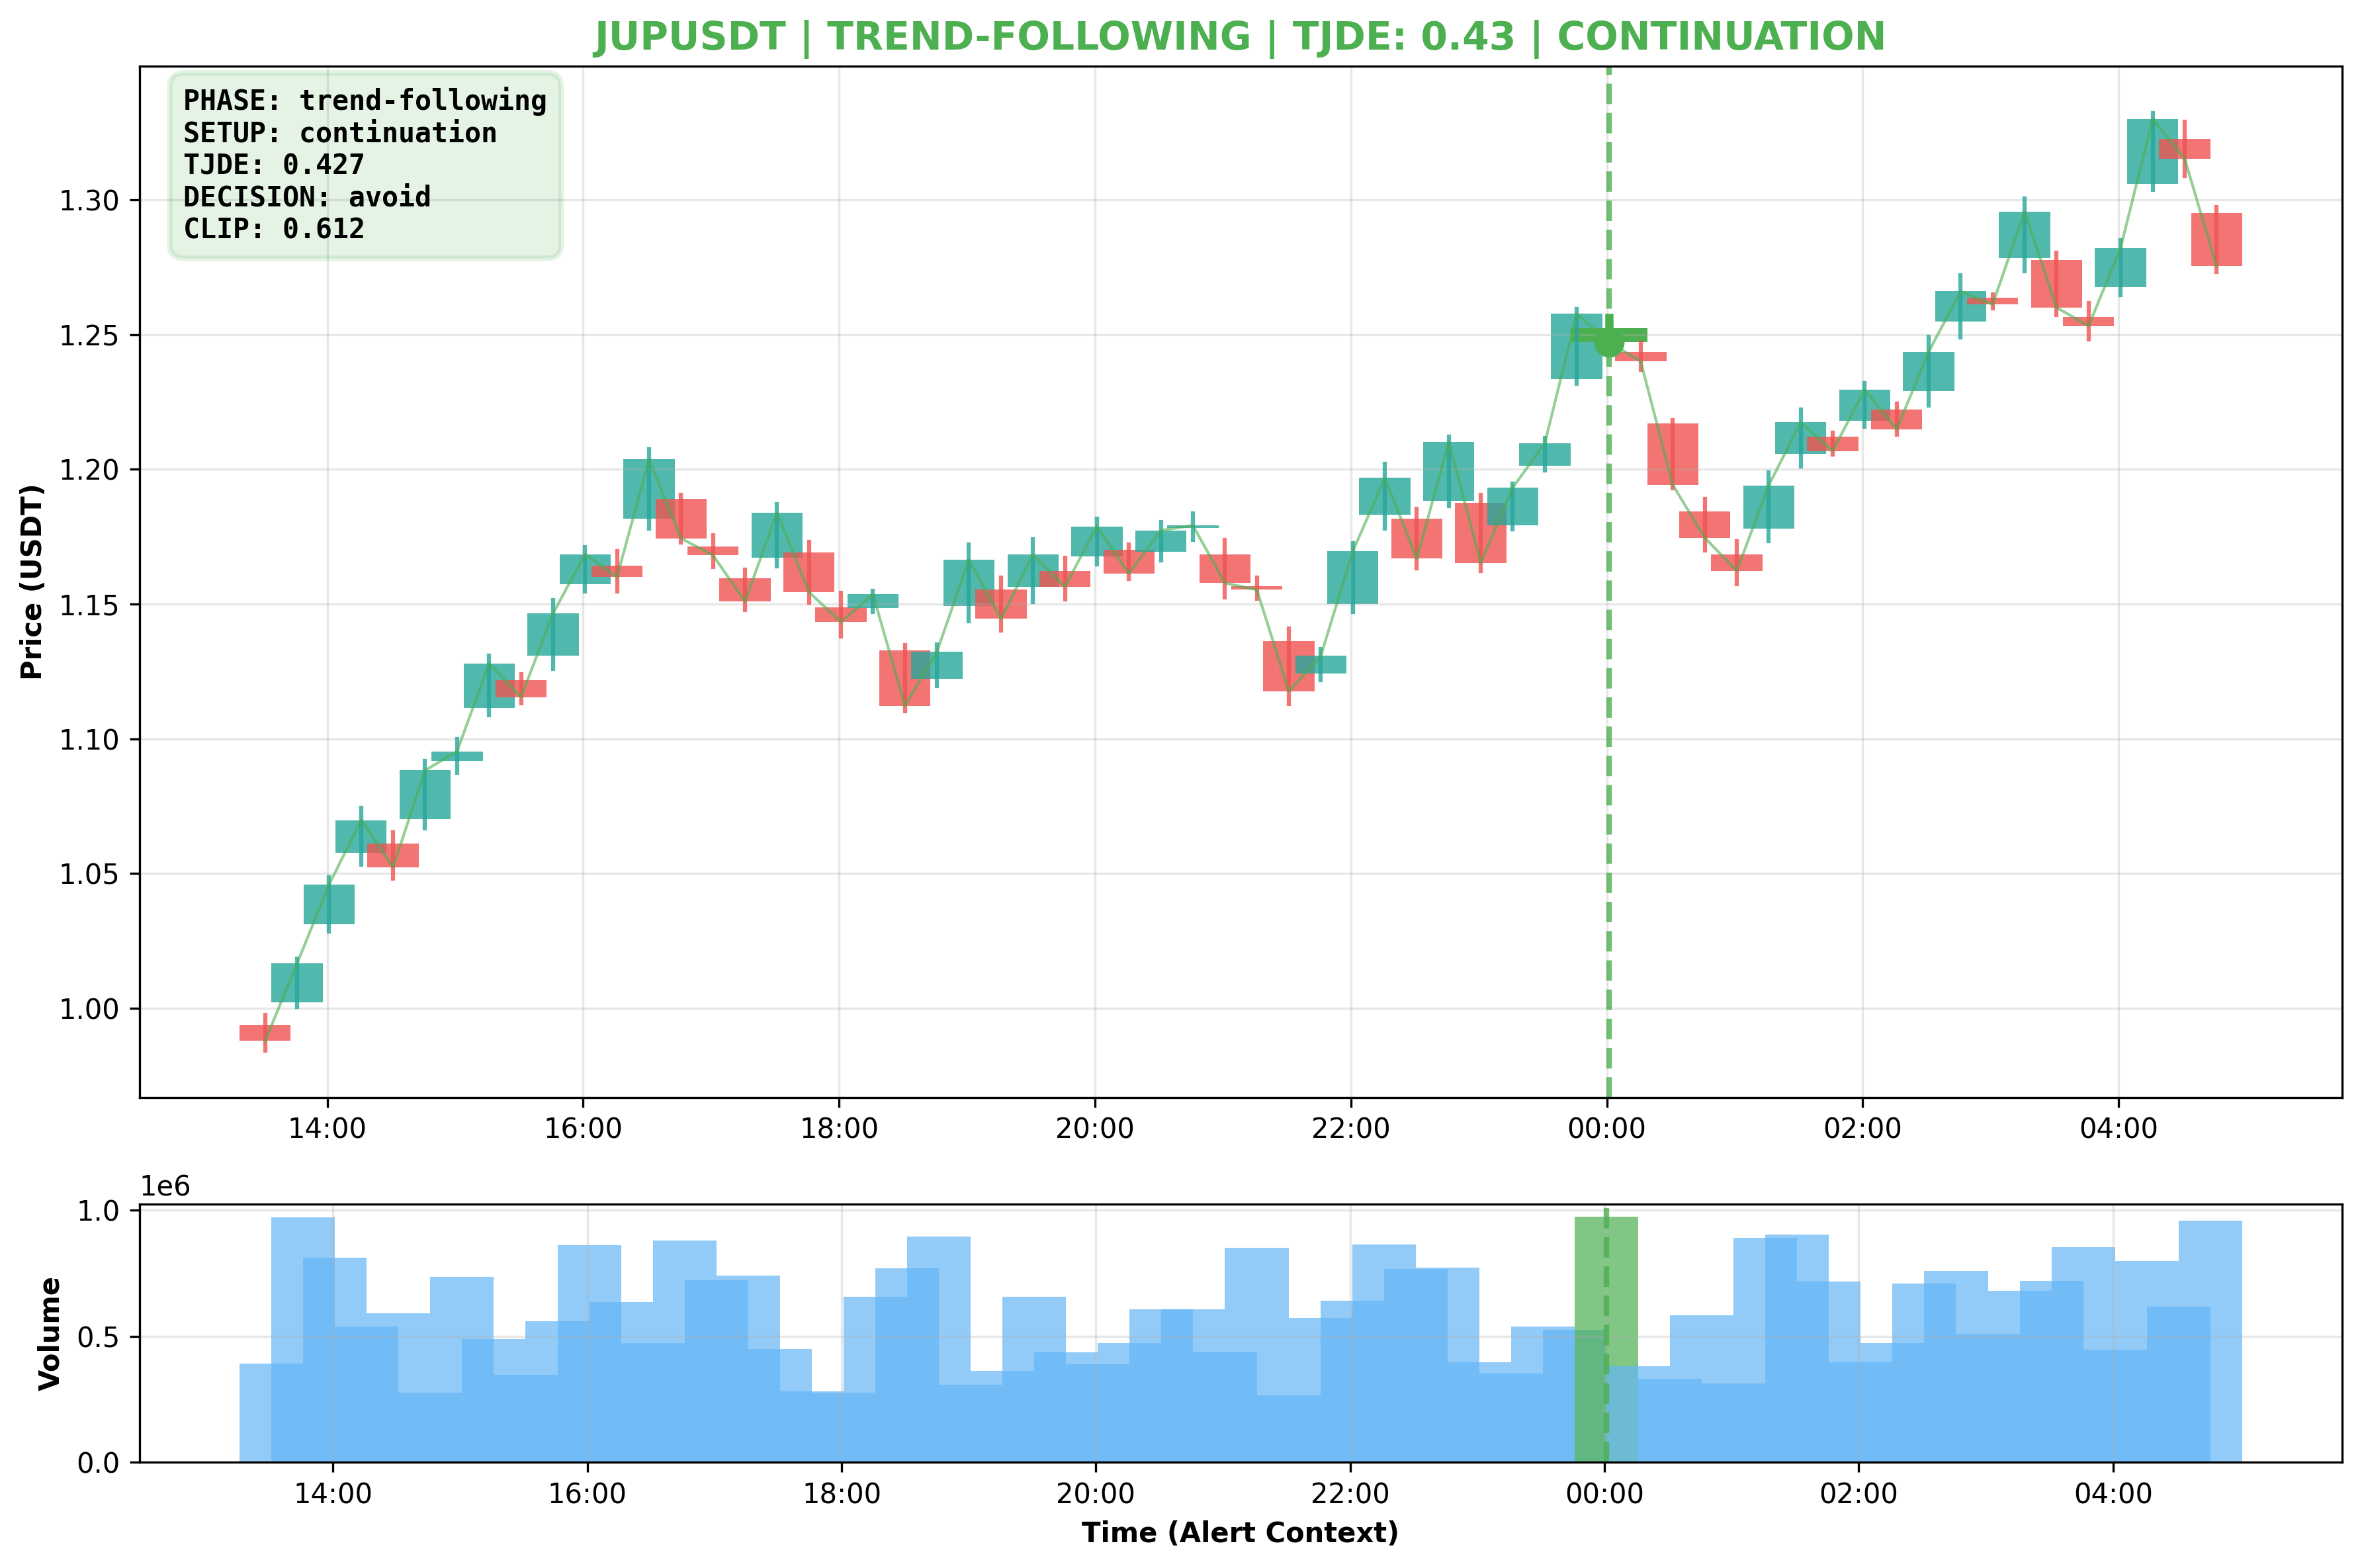 JUPUSDT | TREND-FOLLOWING | TJDE: 0.43 | CONTINUATION
PHASE: trend-following
SETUP: continuation
TJDE: 0.427
DECISION: avoid
CLIP: 0.612
Price (USDT)
1.30
1.25
1.20
1.15
1.10
1.05
1.00
14:00 16:00 18:00 20:00 22:00 00:00 02:00 04:00
1e6
Volume
1.0
0.5
0.0
14:00 16:00 18:00 20:00 22:00 00:00 02:00 04:00
Time (Alert Context)